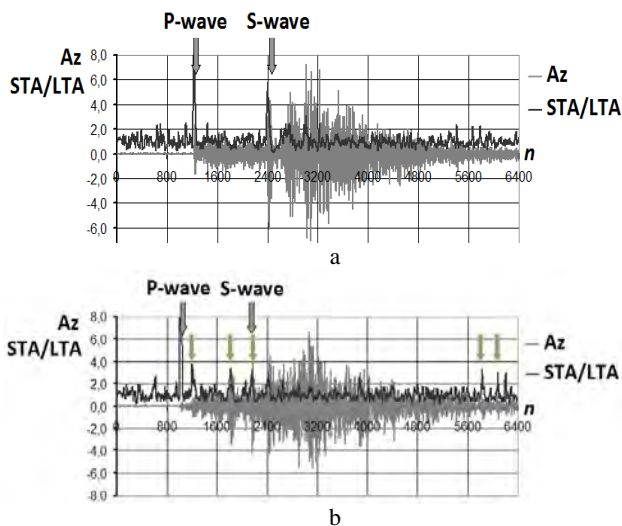 P-wave S-wave
Az 8,0
STA/LTA 6,0
4,0
2,0
0,0
-2,0
-4,0
-6,0
0 800 1600 2400 3200 4000 4800 5600 6400
n
Az
STA/LTA
a
P-wave S-wave
Az 8,0
STA/LTA 6,0
4,0
2,0
0,0
-2,0
-4,0
-6,0
-8,0
0 800 1600 2400 3200 4000 4800 5600 6400
n
Az
STA/LTA
b